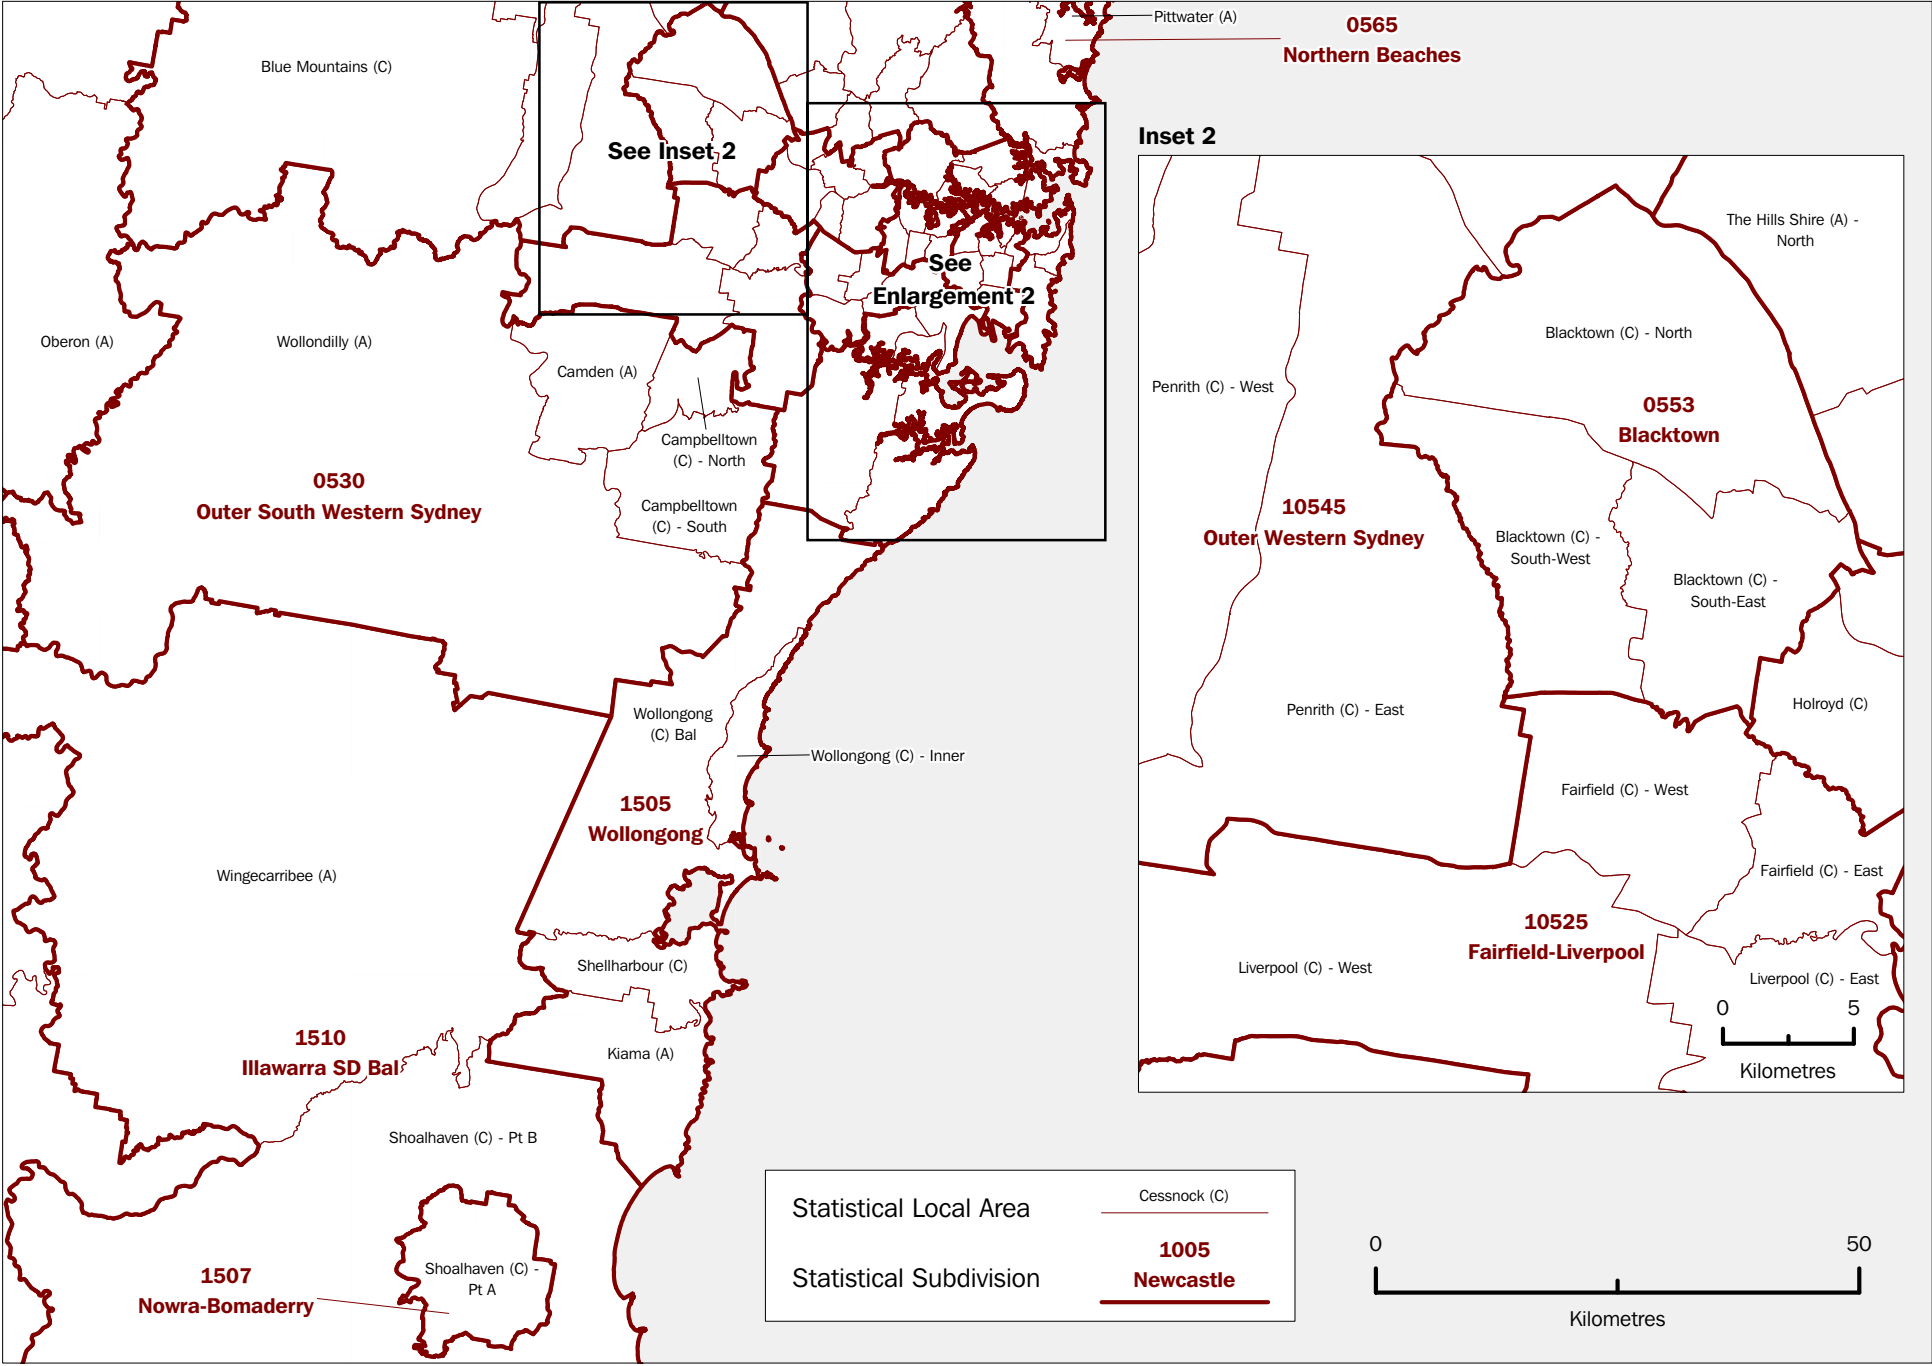 Pittwater (A)
0565
Northern Beaches
Blue Mountains (C)
See Inset 2
Inset 2
See
Enlargement 2
Oberon (A)
Wollondilly (A)
Camden (A)
Campbelltown
(C) - North
0530
Outer South Western Sydney
Campbelltown
(C) - South
Wollongong
(C) Bal
Wollongong (C) - Inner
1505
Wollongong
Wingecarribee (A)
Shellharbour (C)
1510
Illawarra SD Bal
Kiama (A)
Shoalhaven (C) - Pt B
Shoalhaven (C) -
Pt A
1507
Nowra-Bomaderry
The Hills Shire (A) -
North
Blacktown (C) - North
Penrith (C) - West
0553
Blacktown
10545
Outer Western Sydney
Blacktown (C) -
South-West
Blacktown (C) -
South-East
Holroyd (C)
Penrith (C) - East
Fairfield (C) - West
Fairfield (C) - East
10525
Fairfield-Liverpool
Liverpool (C) - West
Liverpool (C) - East
0 5
Kilometres
Statistical Local Area
Cessnock (C)
Statistical Subdivision
1005
Newcastle
0 50
Kilometres